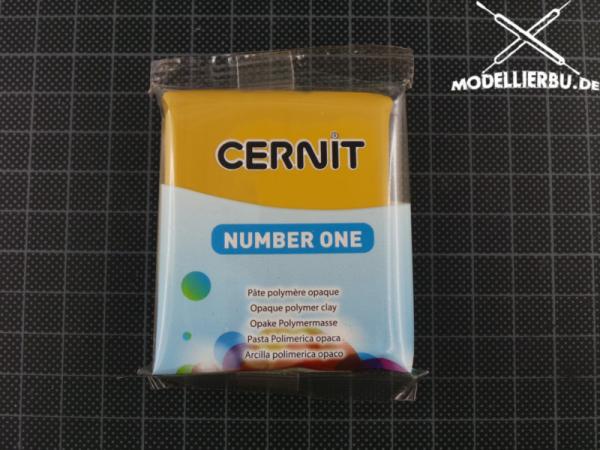 MODELLIERBU.DE
CERNIT®
NUMBER ONE
Pâte polymère opaque
Opaque polymer clay
Opake Polymermasse
Pasta Polimerica opaca
Arcilla polimerica opaco